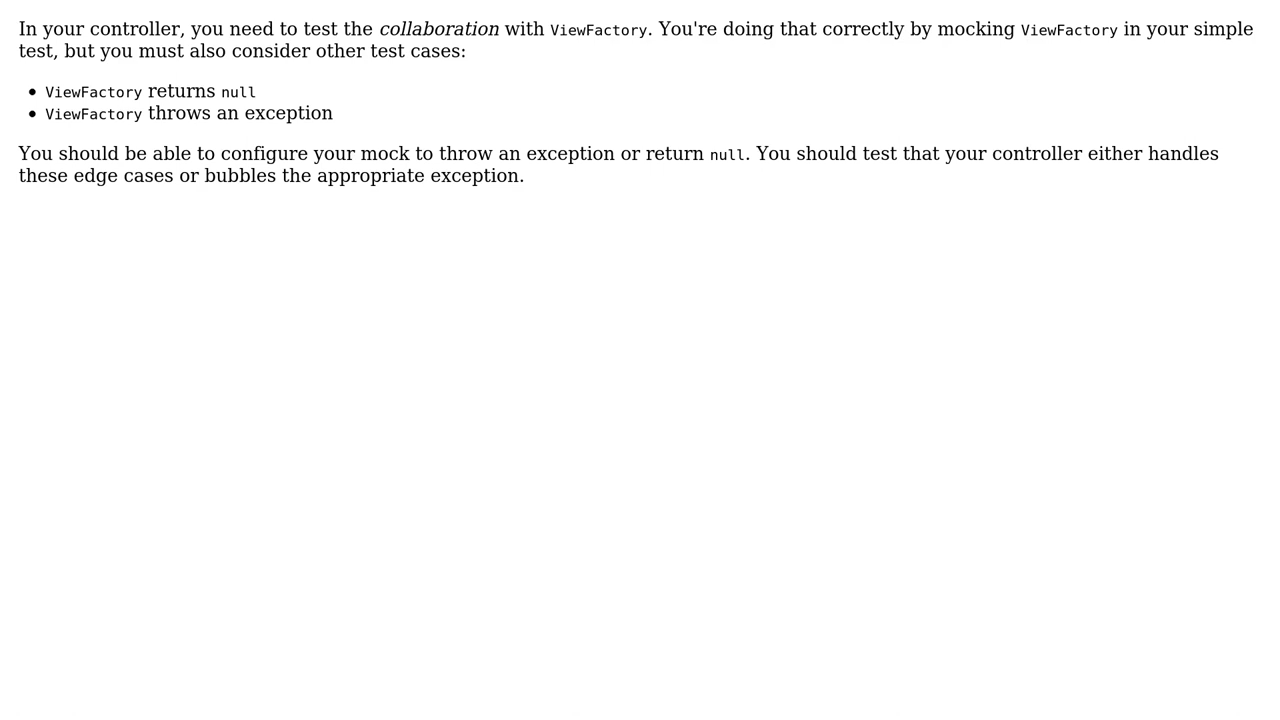 In your controller, you need to test the collaboration with ViewFactory. You're doing that correctly by mocking ViewFactory in your simple
test, but you must also consider other test cases:
• ViewFactory returns null
• ViewFactory throws an exception
You should be able to configure your mock to throw an exception or return null. You should test that your controller either handles
these edge cases or bubbles the appropriate exception.